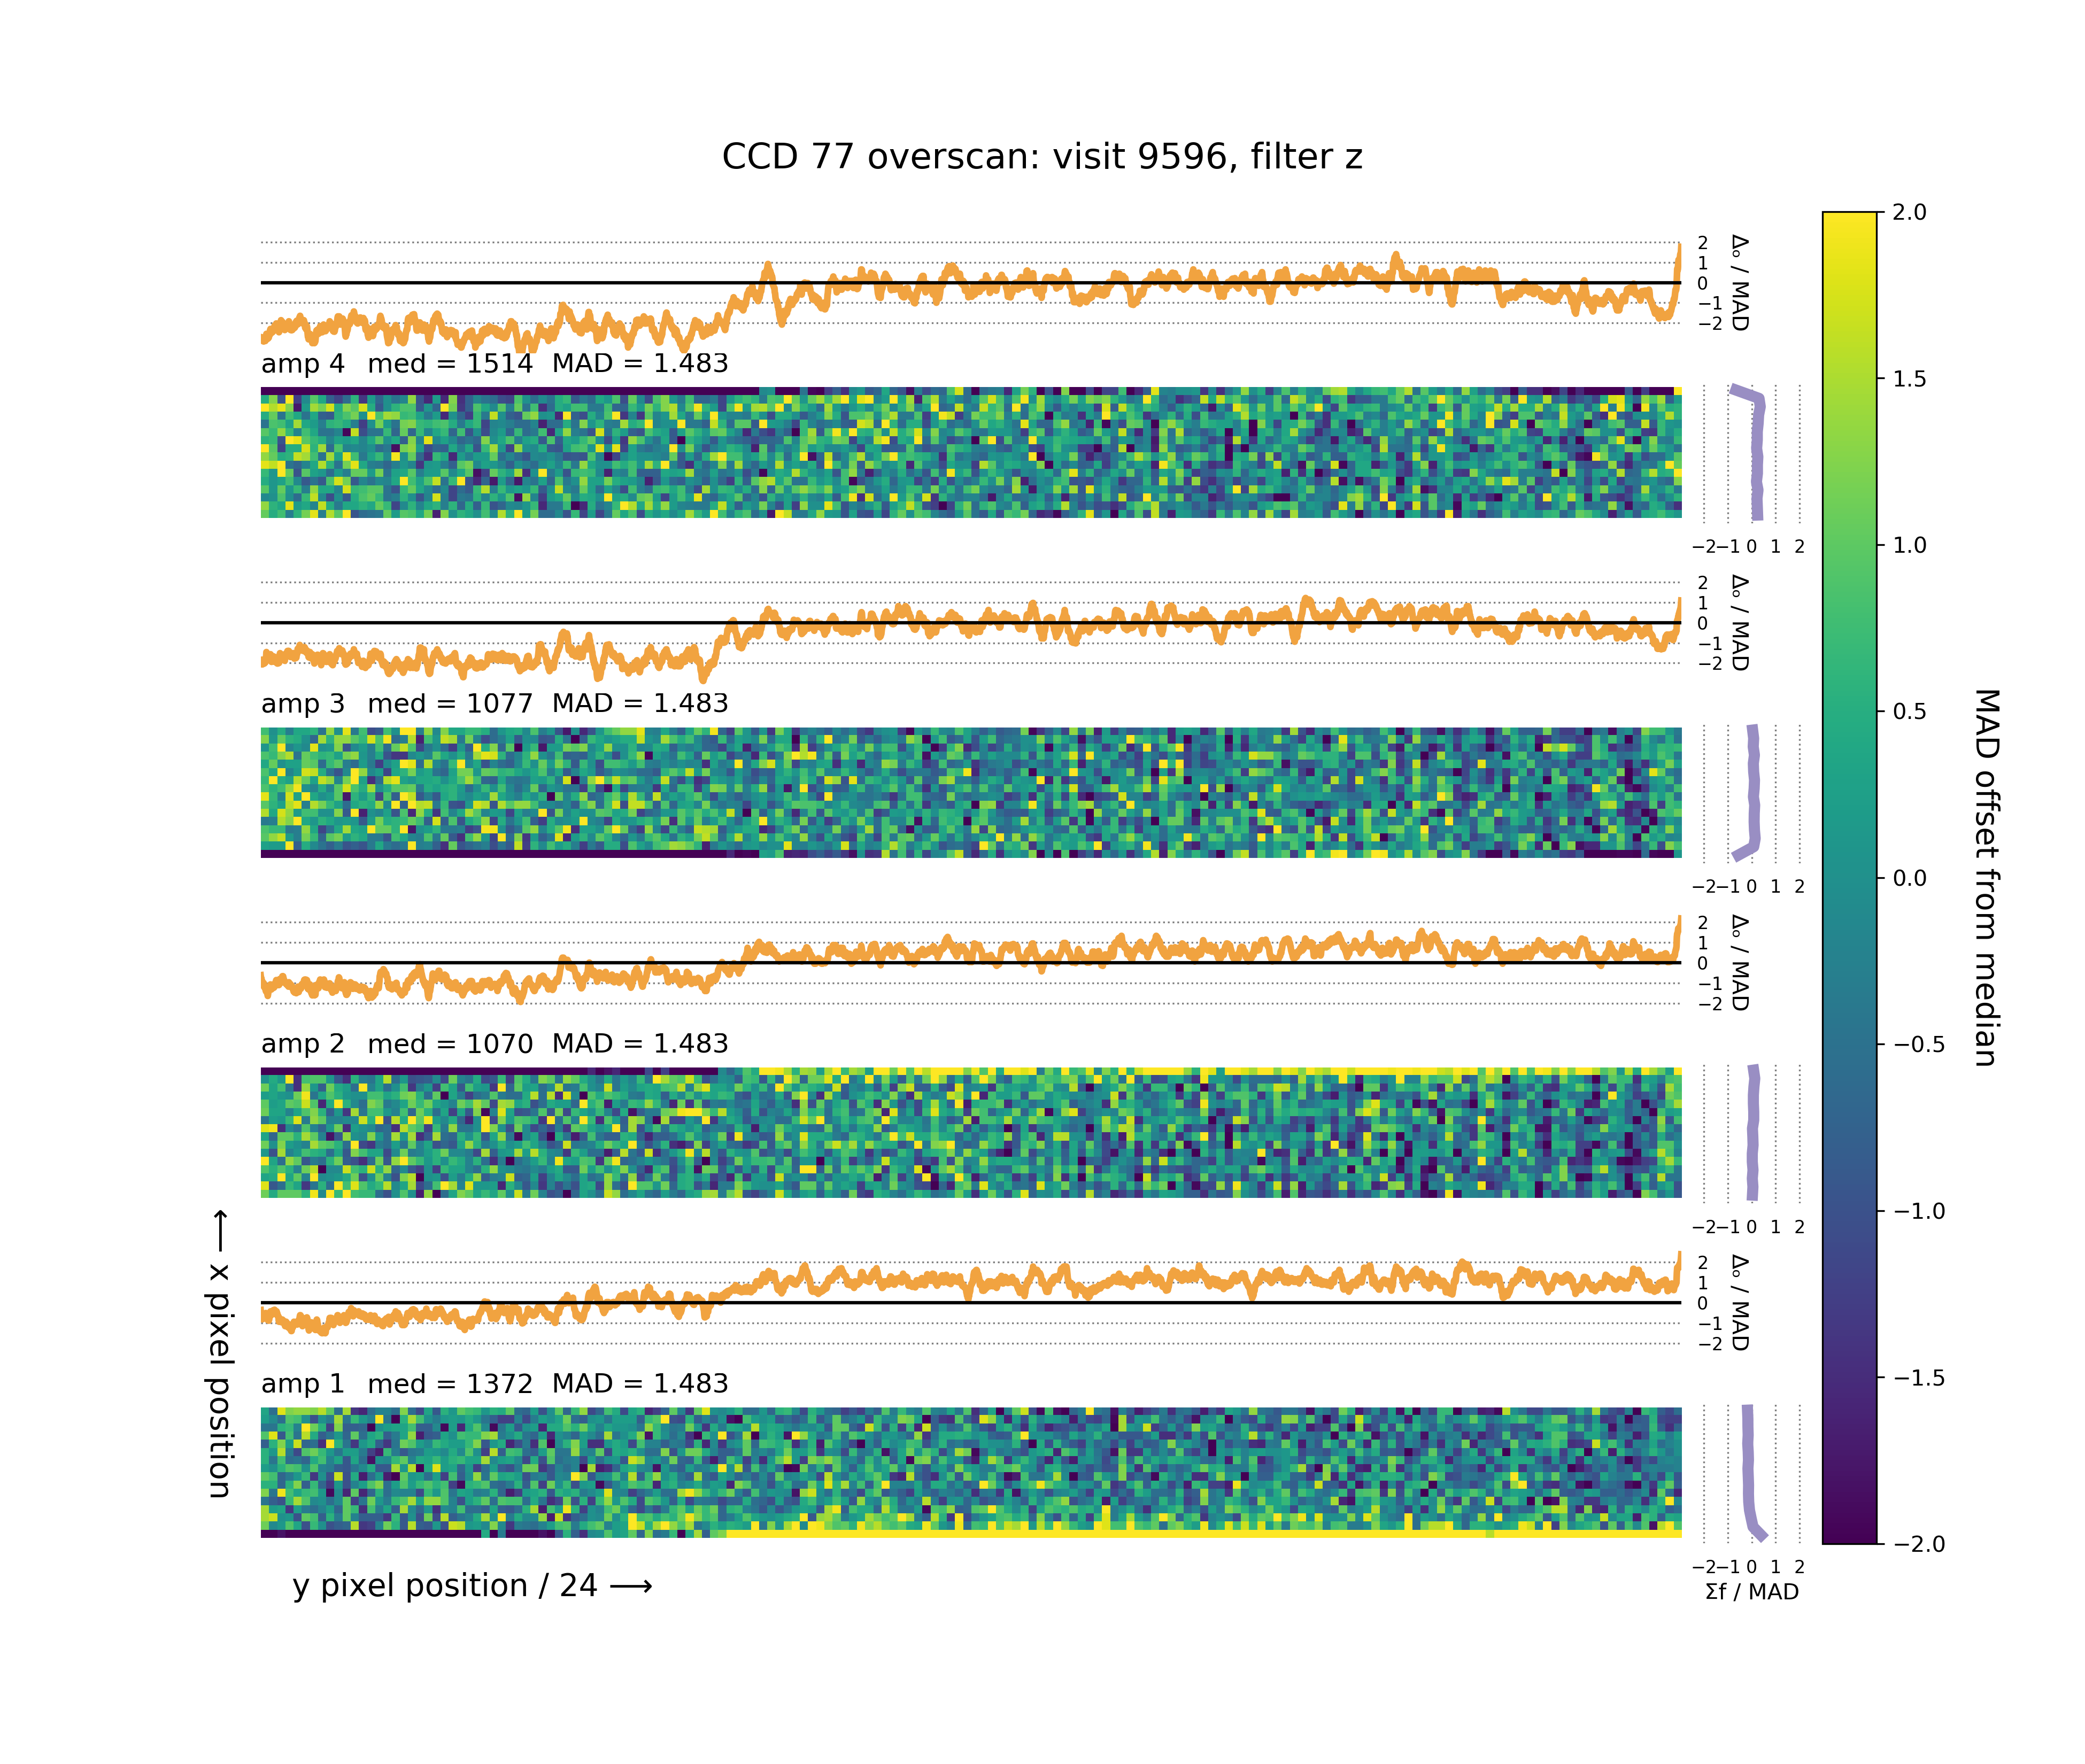 CCD 77 overscan: visit 9596, filter z
2
1
0
−1
−2
Δₒ / MAD
amp 4 med = 1514 MAD = 1.483
−2 −1 0 1 2
2
1
0
−1
−2
Δₒ / MAD
amp 3 med = 1077 MAD = 1.483
−2 −1 0 1 2
2
1
0
−1
−2
Δₒ / MAD
amp 2 med = 1070 MAD = 1.483
−2 −1 0 1 2
2
1
0
−1
−2
Δₒ / MAD
amp 1 med = 1372 MAD = 1.483
−2 −1 0 1 2
Σf / MAD
⟵ x pixel position
y pixel position / 24 ⟶
2.0
1.5
1.0
0.5
0.0
−0.5
−1.0
−1.5
−2.0
MAD offset from median